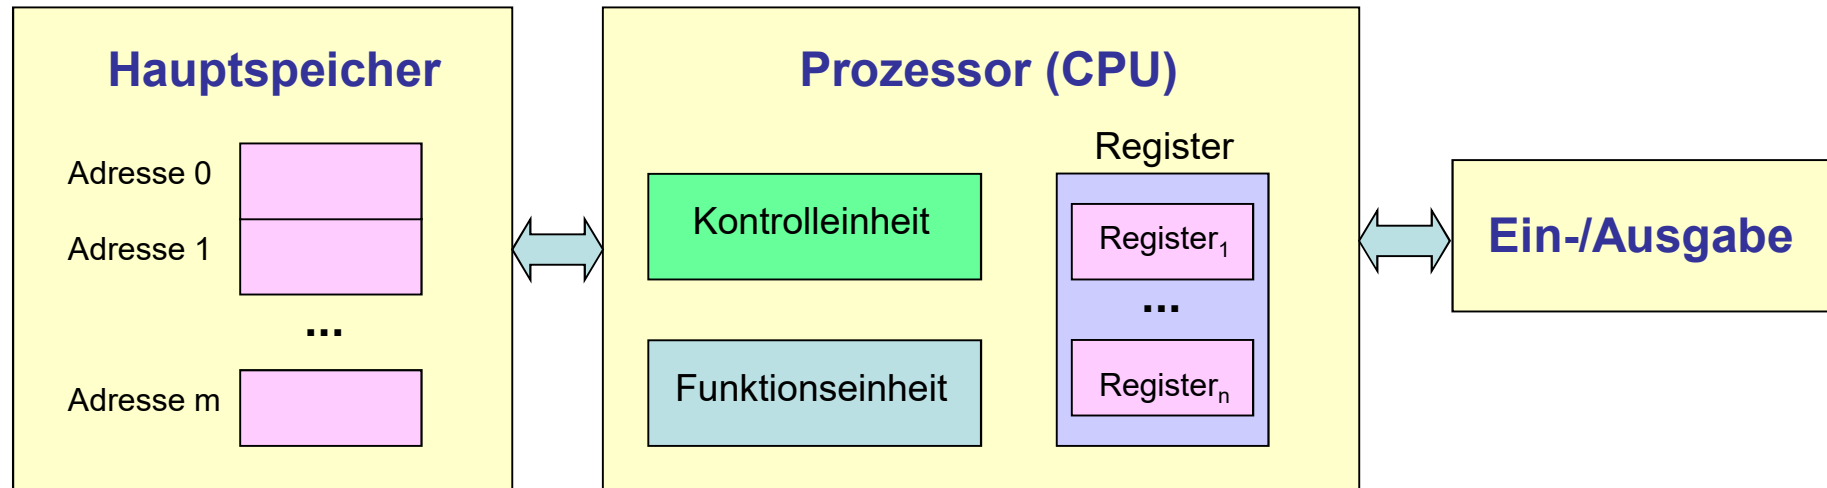 Hauptspeicher
Adresse 0
Adresse 1
...
Adresse m
Prozessor (CPU)
Kontrolleinheit
Funktionseinheit
Register
Register₁
...
Registerₙ
Ein-/Ausgabe